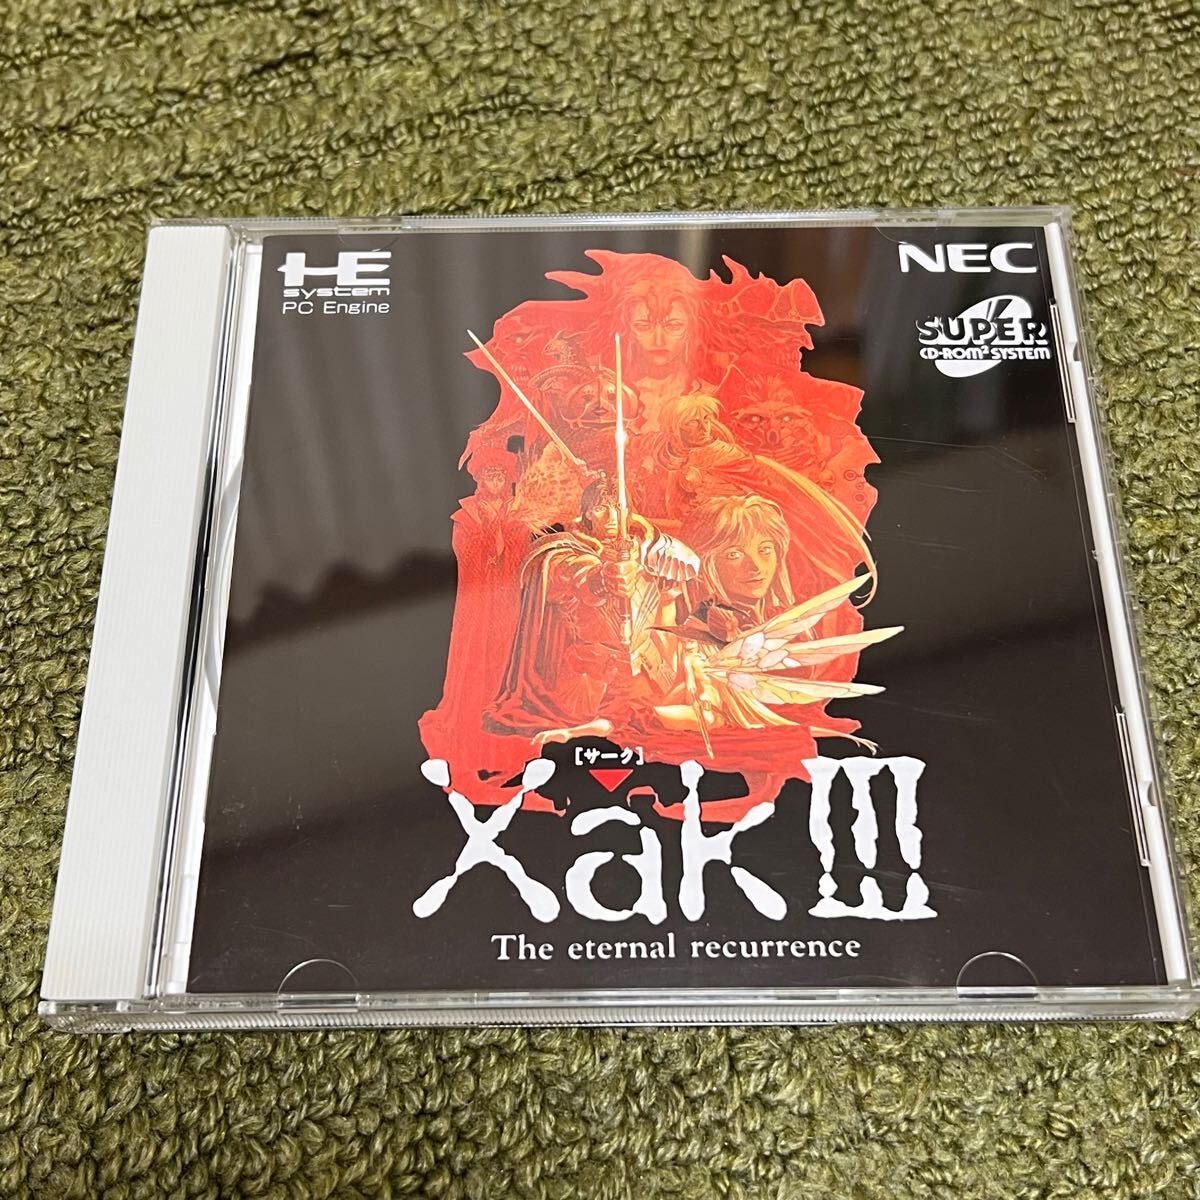 HE
system
PC Engine
NEC
SUPER
CD-ROM² SYSTEM
[サーク]
Xak III
The eternal recurrence